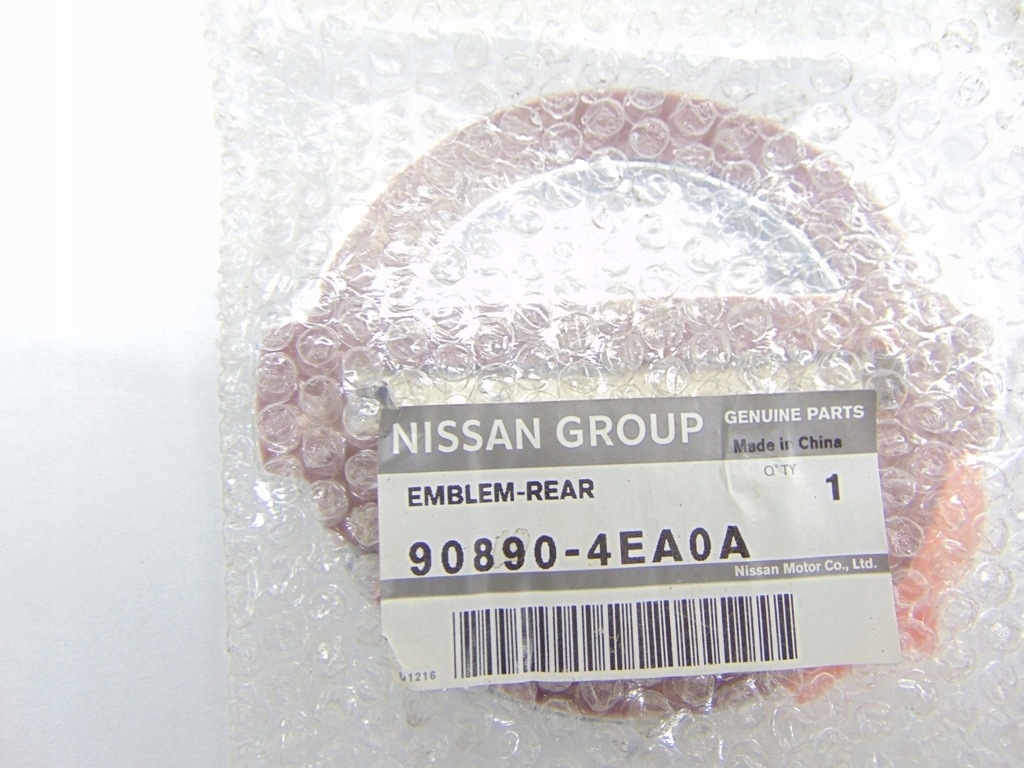 NISSAN GROUP
GENUINE PARTS
Made in China
EMBLEM-REAR
Q'TY
1
90890-4EA0A
Nissan Motor Co., Ltd.
01216